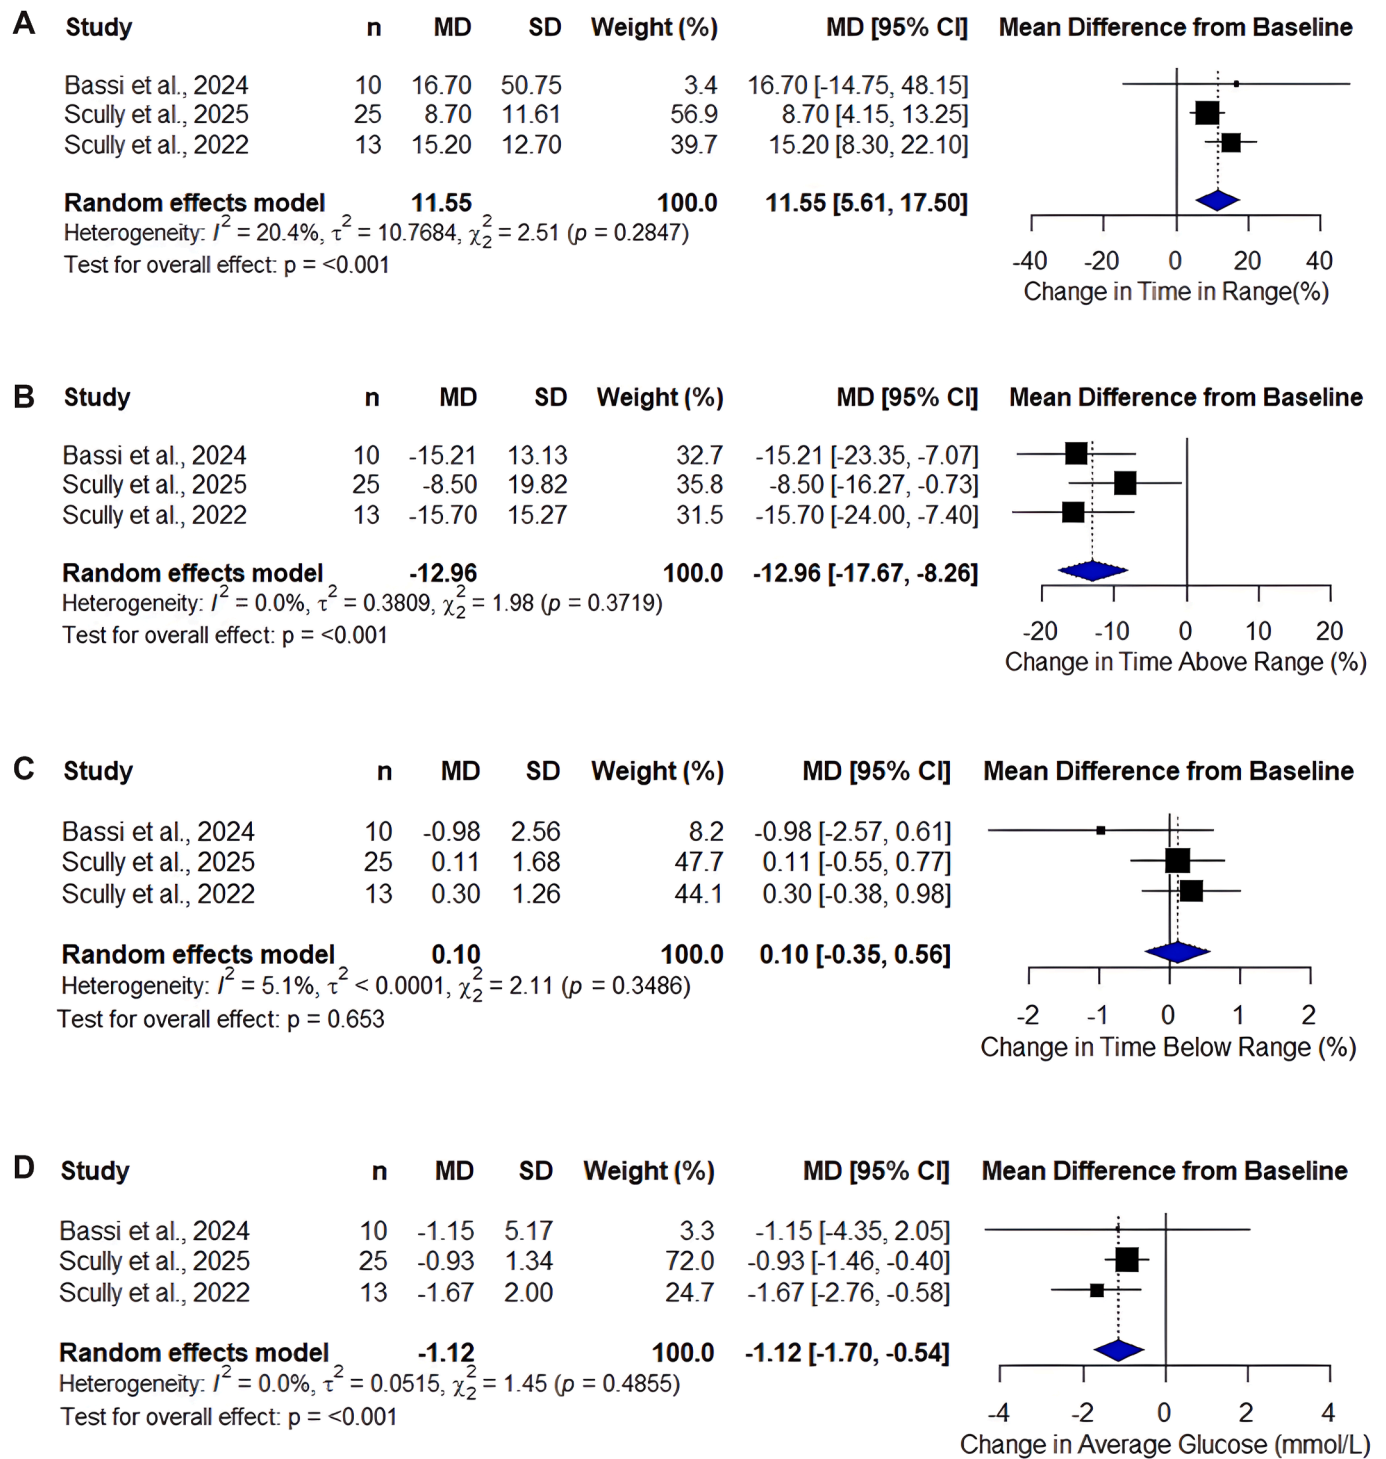 A Study n MD SD Weight (%) MD [95% CI] Mean Difference from Baseline
Bassi et al., 2024 10 16.70 50.75 3.4 16.70 [-14.75, 48.15]
Scully et al., 2025 25 8.70 11.61 56.9 8.70 [4.15, 13.25]
Scully et al., 2022 13 15.20 12.70 39.7 15.20 [8.30, 22.10]
Random effects model 11.55 100.0 11.55 [5.61, 17.50]
Heterogeneity: I² = 20.4%, τ² = 10.7684, χ²₂ = 2.51 (p = 0.2847)
Test for overall effect: p = <0.001
-40 -20 0 20 40
Change in Time in Range(%)
B Study n MD SD Weight (%) MD [95% CI] Mean Difference from Baseline
Bassi et al., 2024 10 -15.21 13.13 32.7 -15.21 [-23.35, -7.07]
Scully et al., 2025 25 -8.50 19.82 35.8 -8.50 [-16.27, -0.73]
Scully et al., 2022 13 -15.70 15.27 31.5 -15.70 [-24.00, -7.40]
Random effects model -12.96 100.0 -12.96 [-17.67, -8.26]
Heterogeneity: I² = 0.0%, τ² = 0.3809, χ²₂ = 1.98 (p = 0.3719)
Test for overall effect: p = <0.001
-20 -10 0 10 20
Change in Time Above Range (%)
C Study n MD SD Weight (%) MD [95% CI] Mean Difference from Baseline
Bassi et al., 2024 10 -0.98 2.56 8.2 -0.98 [-2.57, 0.61]
Scully et al., 2025 25 0.11 1.68 47.7 0.11 [-0.55, 0.77]
Scully et al., 2022 13 0.30 1.26 44.1 0.30 [-0.38, 0.98]
Random effects model 0.10 100.0 0.10 [-0.35, 0.56]
Heterogeneity: I² = 5.1%, τ² < 0.0001, χ²₂ = 2.11 (p = 0.3486)
Test for overall effect: p = 0.653
-2 -1 0 1 2
Change in Time Below Range (%)
D Study n MD SD Weight (%) MD [95% CI] Mean Difference from Baseline
Bassi et al., 2024 10 -1.15 5.17 3.3 -1.15 [-4.35, 2.05]
Scully et al., 2025 25 -0.93 1.34 72.0 -0.93 [-1.46, -0.40]
Scully et al., 2022 13 -1.67 2.00 24.7 -1.67 [-2.76, -0.58]
Random effects model -1.12 100.0 -1.12 [-1.70, -0.54]
Heterogeneity: I² = 0.0%, τ² = 0.0515, χ²₂ = 1.45 (p = 0.4855)
Test for overall effect: p = <0.001
-4 -2 0 2 4
Change in Average Glucose (mmol/L)